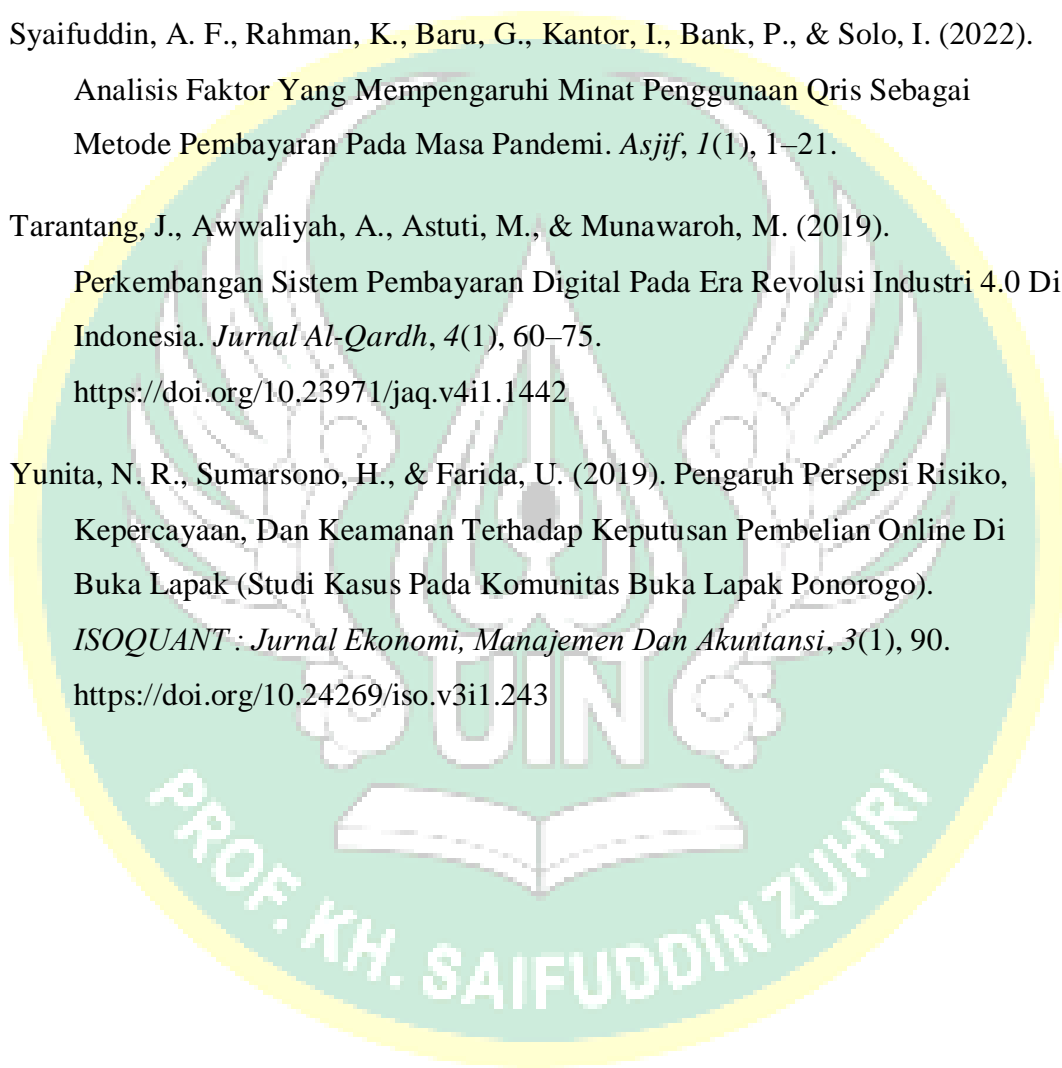 Syaifuddin, A. F., Rahman, K., Baru, G., Kantor, I., Bank, P., & Solo, I. (2022).
Analisis Faktor Yang Mempengaruhi Minat Penggunaan Qris Sebagai
Metode Pembayaran Pada Masa Pandemi. Asjif, 1(1), 1–21.
Tarantang, J., Awwaliyah, A., Astuti, M., & Munawaroh, M. (2019).
Perkembangan Sistem Pembayaran Digital Pada Era Revolusi Industri 4.0 Di
Indonesia. Jurnal Al-Qardh, 4(1), 60–75.
https://doi.org/10.23971/jaq.v4i1.1442
Yunita, N. R., Sumarsono, H., & Farida, U. (2019). Pengaruh Persepsi Risiko,
Kepercayaan, Dan Keamanan Terhadap Keputusan Pembelian Online Di
Buka Lapak (Studi Kasus Pada Komunitas Buka Lapak Ponorogo).
ISOQUANT : Jurnal Ekonomi, Manajemen Dan Akuntansi, 3(1), 90.
https://doi.org/10.24269/iso.v3i1.243
UIN
PROF. KH. SAIFUDDIN ZUHRI